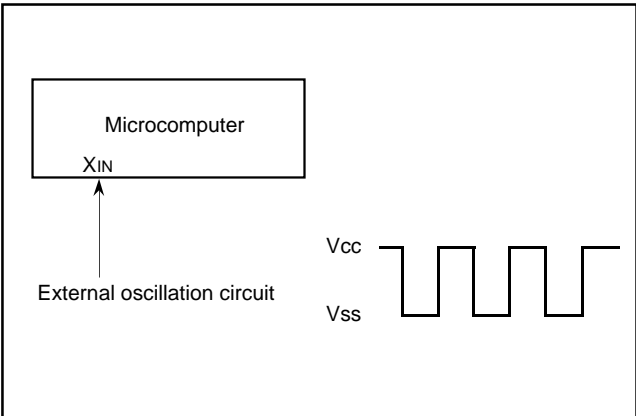 Microcomputer
XIN
External oscillation circuit
Vcc
Vss